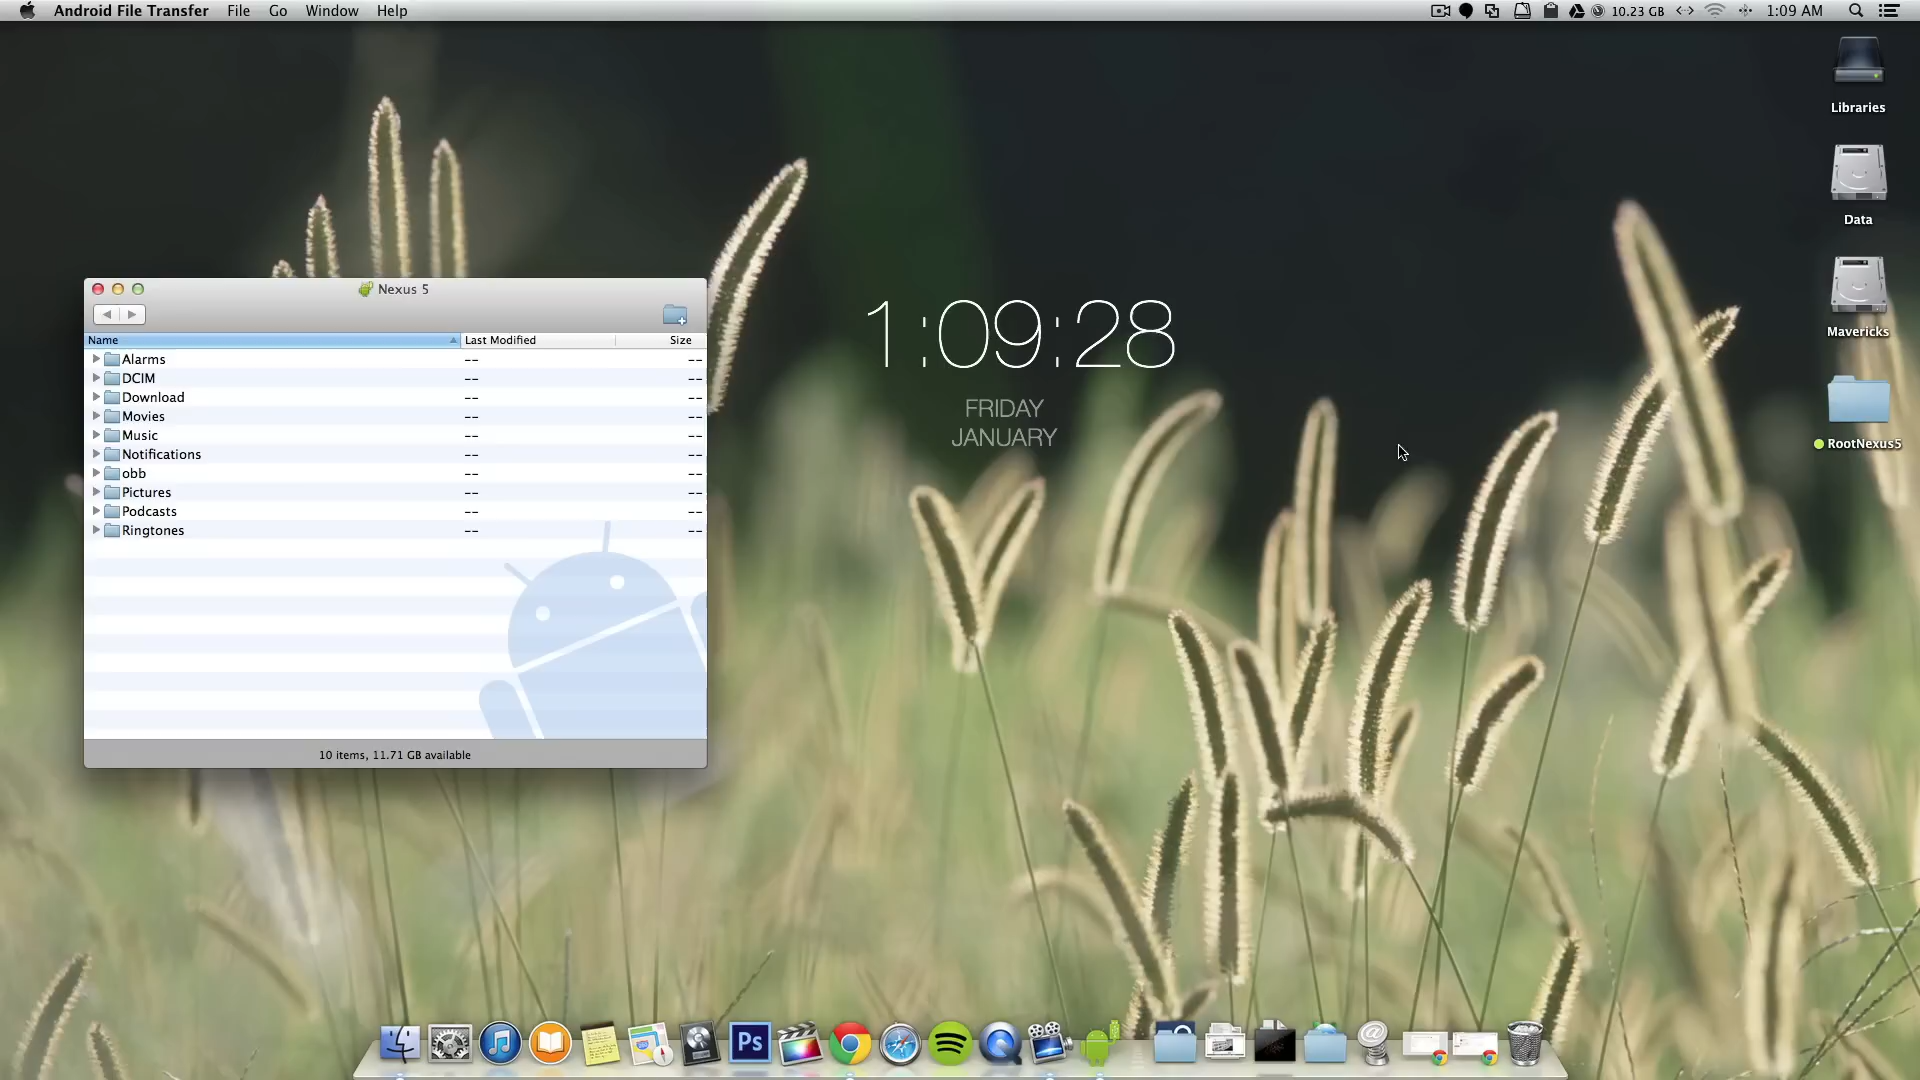 Android File Transfer File Go Window Help 10.23 GB 1:09 AM
Libraries
Data
Mavericks
RootNexus5
1:09:28
FRIDAY
JANUARY
Nexus 5
Name Last Modified Size
Alarms -- --
DCIM -- --
Download -- --
Movies -- --
Music -- --
Notifications -- --
obb -- --
Pictures -- --
Podcasts -- --
Ringtones -- --
10 items, 11.71 GB available
Ps
@